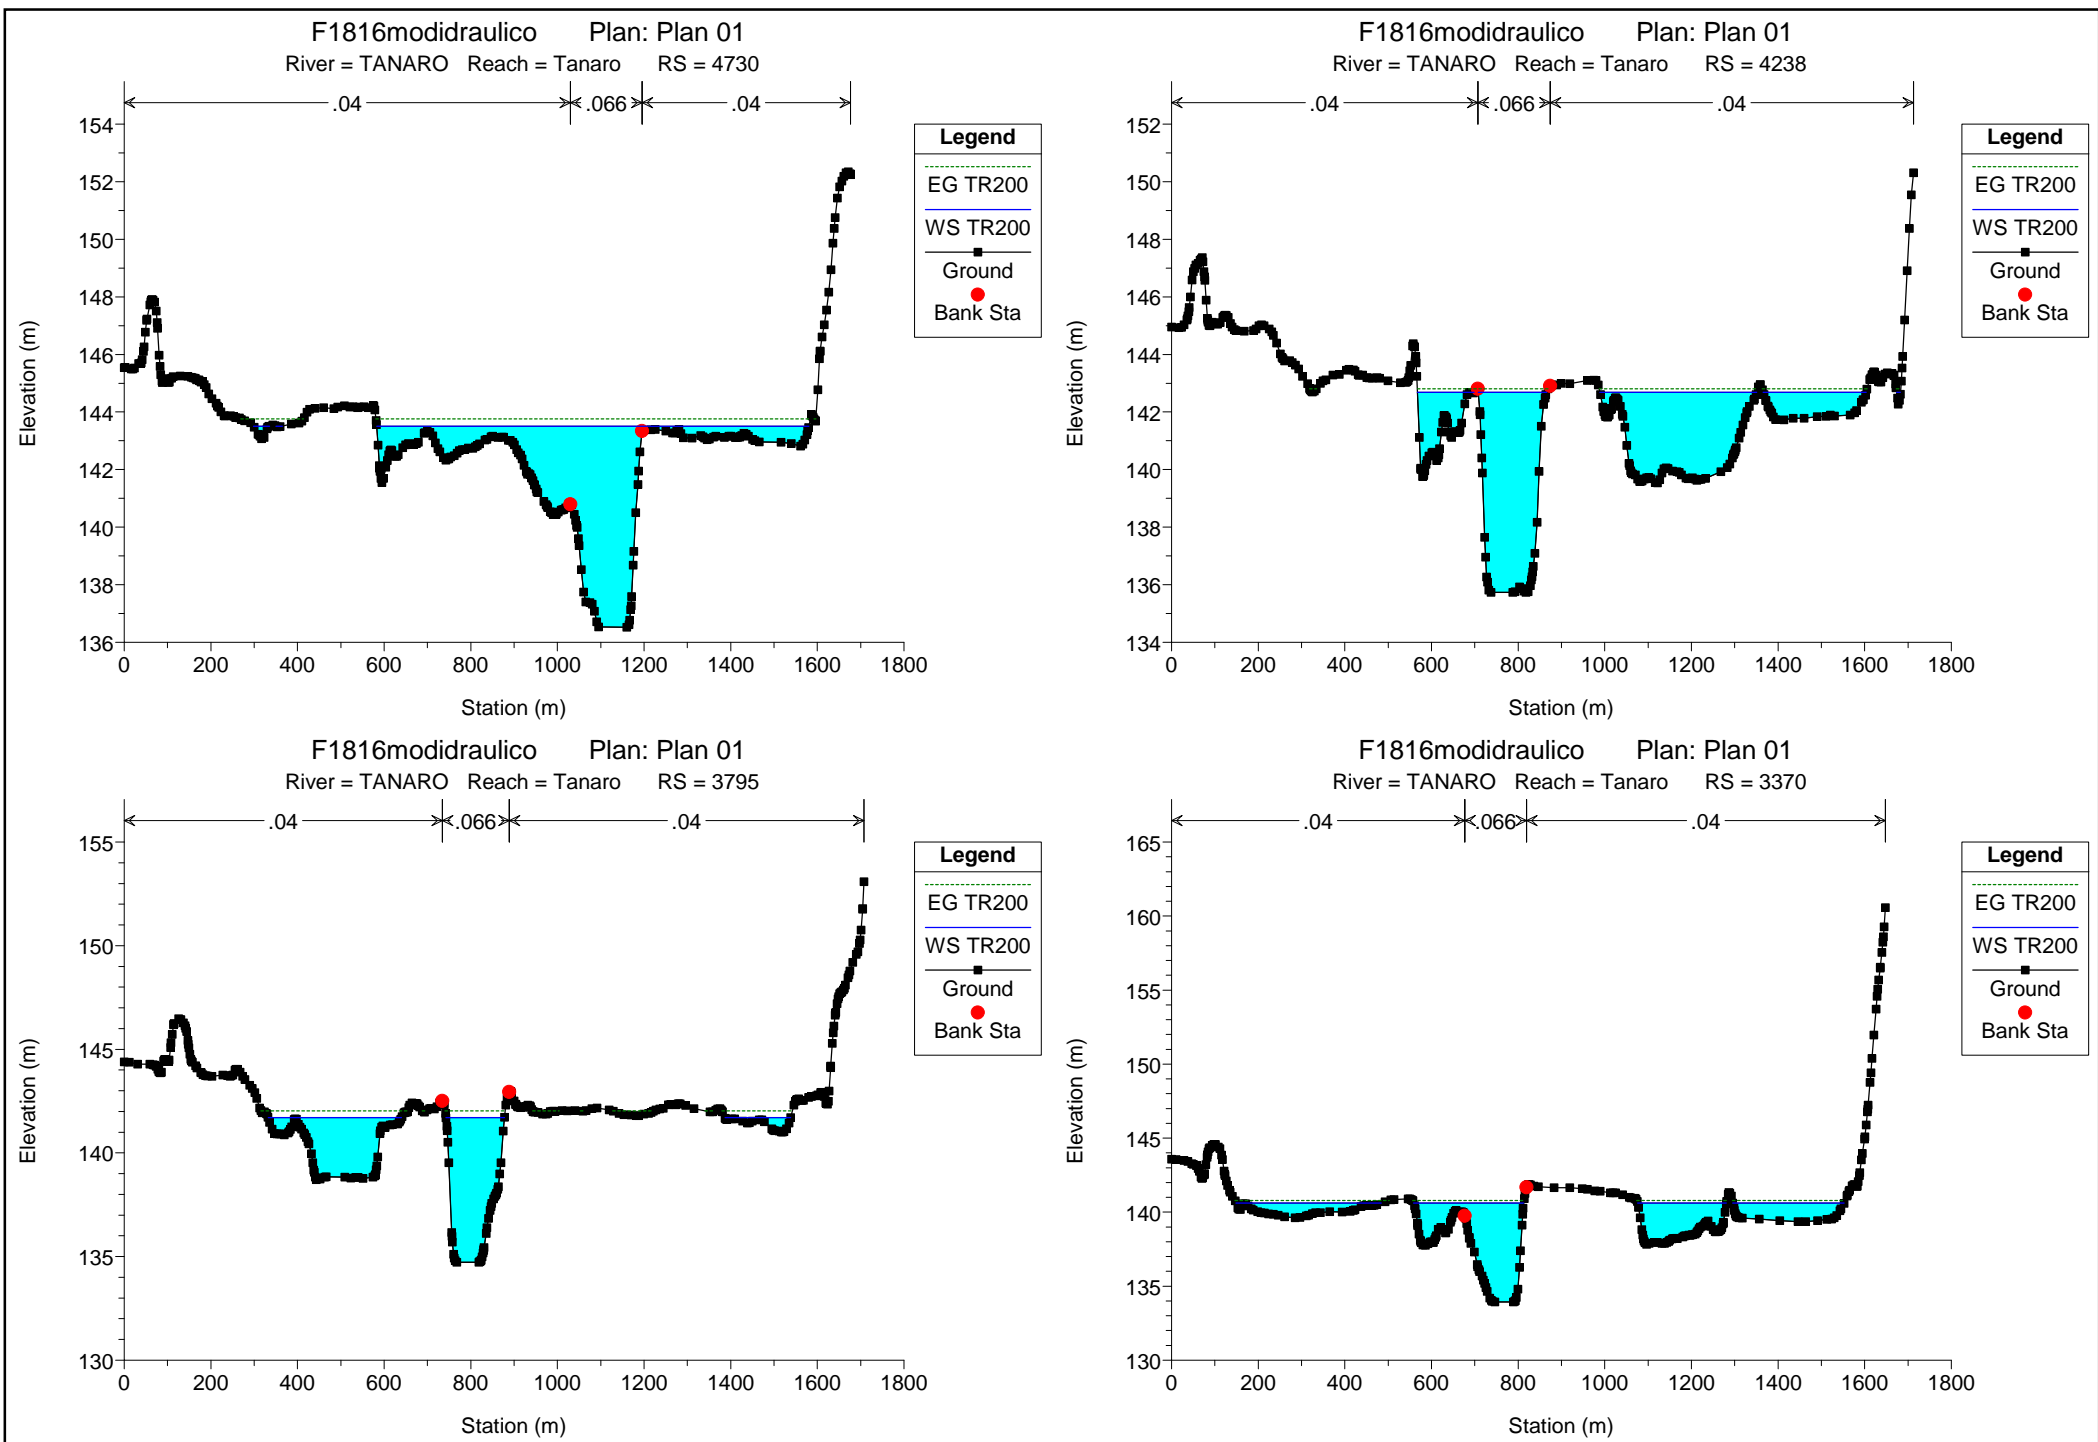 F1816modidraulico Plan: Plan 01
River = TANARO Reach = Tanaro RS = 4730
.04 .066 .04
154
152
150
148
146
144
142
140
138
136
0 200 400 600 800 1000 1200 1400 1600 1800
Station (m)
Elevation (m)
Legend
EG TR200
WS TR200
Ground
Bank Sta
F1816modidraulico Plan: Plan 01
River = TANARO Reach = Tanaro RS = 4238
.04 .066 .04
152
150
148
146
144
142
140
138
136
134
0 200 400 600 800 1000 1200 1400 1600 1800
Station (m)
Elevation (m)
Legend
EG TR200
WS TR200
Ground
Bank Sta
F1816modidraulico Plan: Plan 01
River = TANARO Reach = Tanaro RS = 3795
.04 .066 .04
155
150
145
140
135
130
0 200 400 600 800 1000 1200 1400 1600 1800
Station (m)
Elevation (m)
Legend
EG TR200
WS TR200
Ground
Bank Sta
F1816modidraulico Plan: Plan 01
River = TANARO Reach = Tanaro RS = 3370
.04 .066 .04
165
160
155
150
145
140
135
130
0 200 400 600 800 1000 1200 1400 1600 1800
Station (m)
Elevation (m)
Legend
EG TR200
WS TR200
Ground
Bank Sta